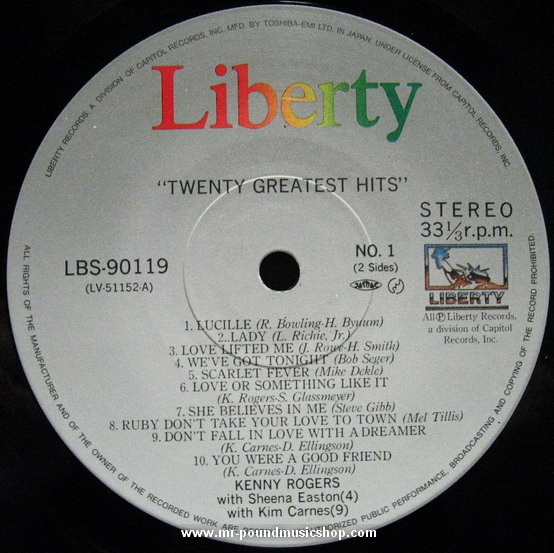 LIBERTY RECORDS, A DIVISION OF CAPITOL RECORDS, INC. MFD. BY TOSHIBA-EMI LTD. IN JAPAN UNDER LICENSE FROM CAPITOL RECORDS, INC.
Liberty
"TWENTY GREATEST HITS"
STEREO
33 1/3 r.p.m.
LBS-90119
(LV-51152-A)
NO. 1
(2 Sides)
LIBERTY
All Ⓟ Liberty Records,
a division of Capitol
Records, Inc.
1. LUCILLE (R. Bowling-H. Bynum)
2. LADY (L. Richie, Jr.)
3. LOVE LIFTED ME (J. Rowe-H. Smith)
4. WE'VE GOT TONIGHT (Bob Seger)
5. SCARLET FEVER (Mike Dekle)
6. LOVE OR SOMETHING LIKE IT
(K. Rogers-S. Glassmeyer)
7. SHE BELIEVES IN ME (Steve Gibb)
8. RUBY DON'T TAKE YOUR LOVE TO TOWN (Mel Tillis)
9. DON'T FALL IN LOVE WITH A DREAMER
(K. Carnes-D. Ellingson)
10. YOU WERE A GOOD FRIEND
(K. Carnes-D. Ellingson)
KENNY ROGERS
with Sheena Easton(4)
with Kim Carnes(9)
ALL RIGHTS OF THE MANUFACTURER AND OF THE OWNER OF THE RECORDED WORK ARE UNAUTHORIZED PUBLIC PERFORMANCE, BROADCASTING AND COPYING OF THE RECORD PROHIBITED.
www.mr-poundmusicshop.com